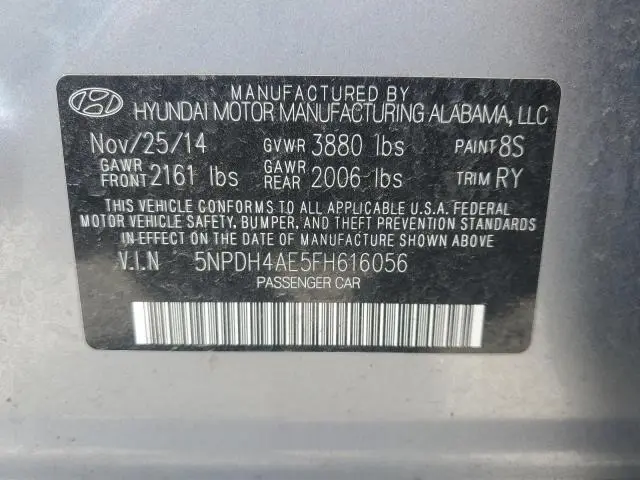 MANUFACTURED BY
HYUNDAI MOTOR MANUFACTURING ALABAMA, LLC
Nov/25/14 GVWR 3880 lbs PAINT 8S
GAWR FRONT 2161 lbs GAWR REAR 2006 lbs TRIM RY
THIS VEHICLE CONFORMS TO ALL APPLICABLE U.S.A. FEDERAL
MOTOR VEHICLE SAFETY, BUMPER, AND THEFT PREVENTION
STANDARDS IN EFFECT ON THE DATE OF MANUFACTURE SHOWN ABOVE.
V.I.N 5NPDH4AE5FH616056
PASSENGER CAR